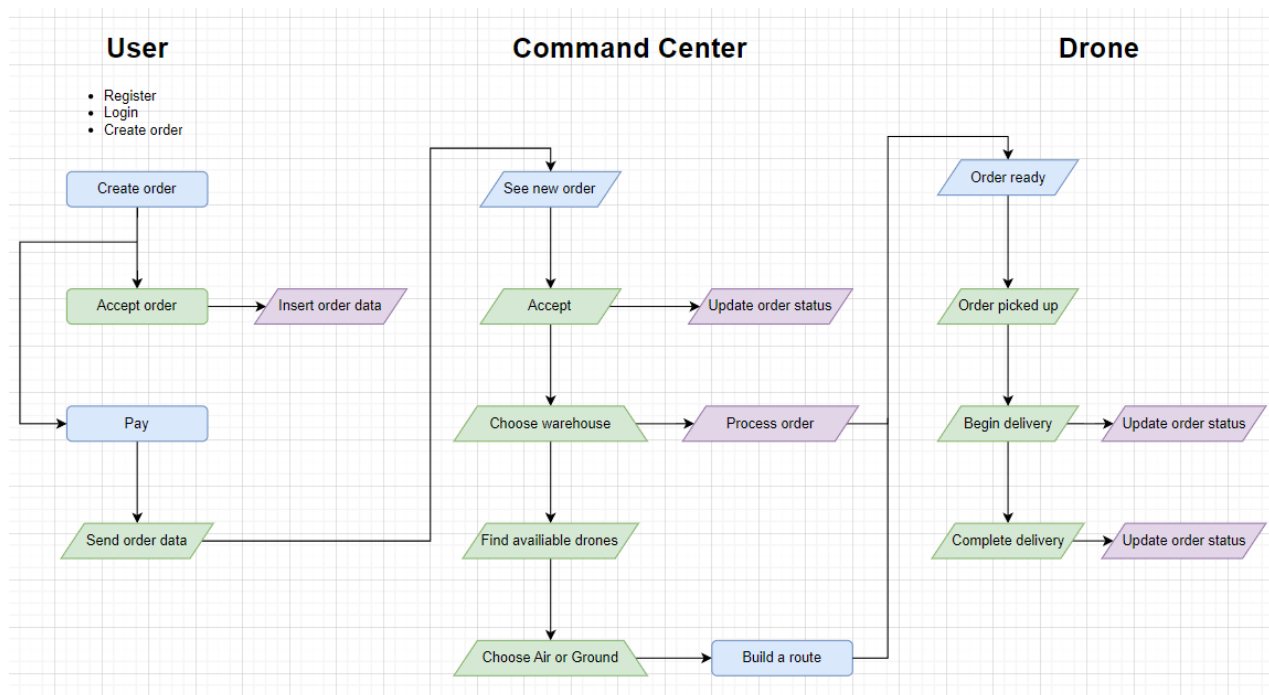 User
Command Center
Drone
Register
Login
Create order
Create order
See new order
Order ready
Accept order
Insert order data
Accept
Update order status
Order picked up
Pay
Choose warehouse
Process order
Begin delivery
Update order status
Send order data
Find availiable drones
Complete delivery
Update order status
Choose Air or Ground
Build a route